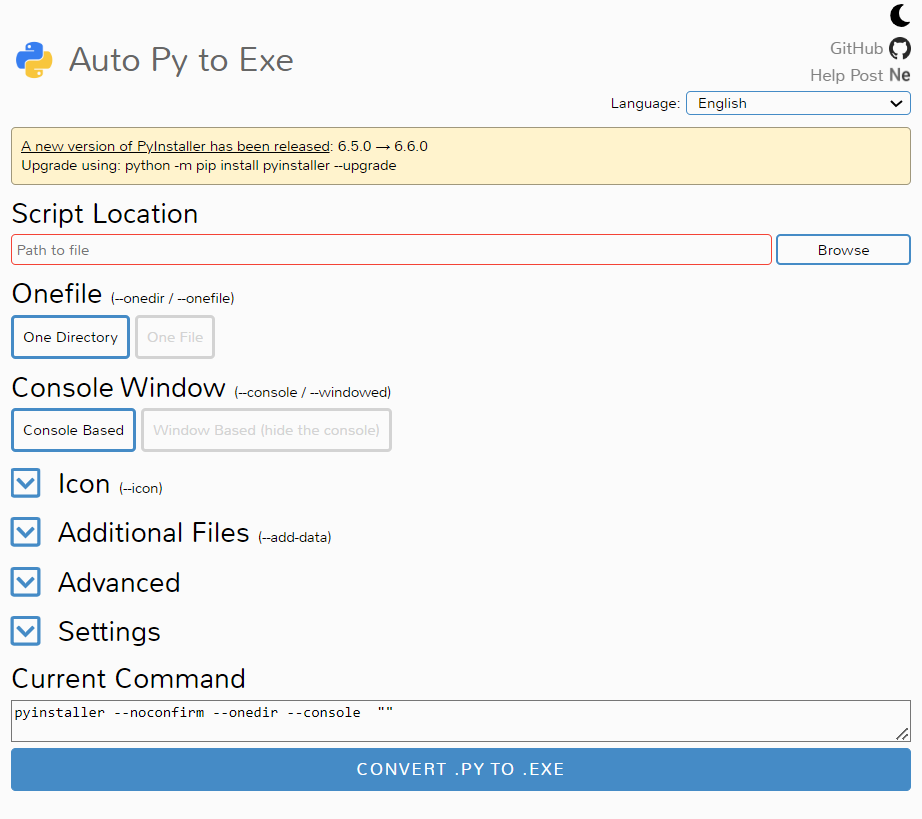 GitHub
Auto Py to Exe
Help Post Ne
Language: English
A new version of PyInstaller has been released: 6.5.0 → 6.6.0
Upgrade using: python -m pip install pyinstaller --upgrade
Script Location
Path to file Browse
Onefile (--onedir / --onefile)
One Directory One File
Console Window (--console / --windowed)
Console Based Window Based (hide the console)
Icon (--icon)
Additional Files (--add-data)
Advanced
Settings
Current Command
pyinstaller --noconfirm --onedir --console  ""
CONVERT .PY TO .EXE